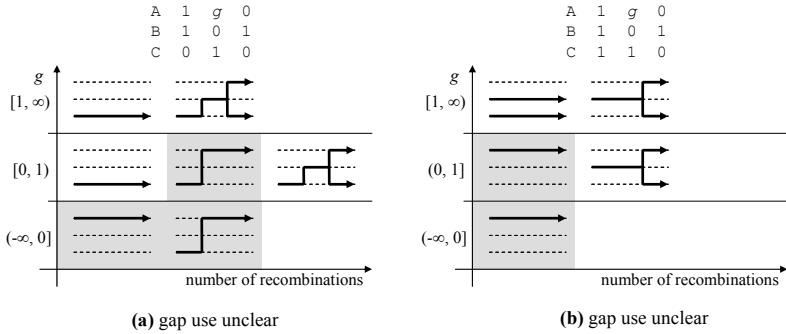 A 1 g 0
B 1 0 1
C 0 1 0
g
[1, ∞)
[0, 1)
(-∞, 0]
number of recombinations
(a) gap use unclear
A 1 g 0
B 1 0 1
C 1 1 0
g
[1, ∞)
(0, 1]
(-∞, 0]
number of recombinations
(b) gap use unclear